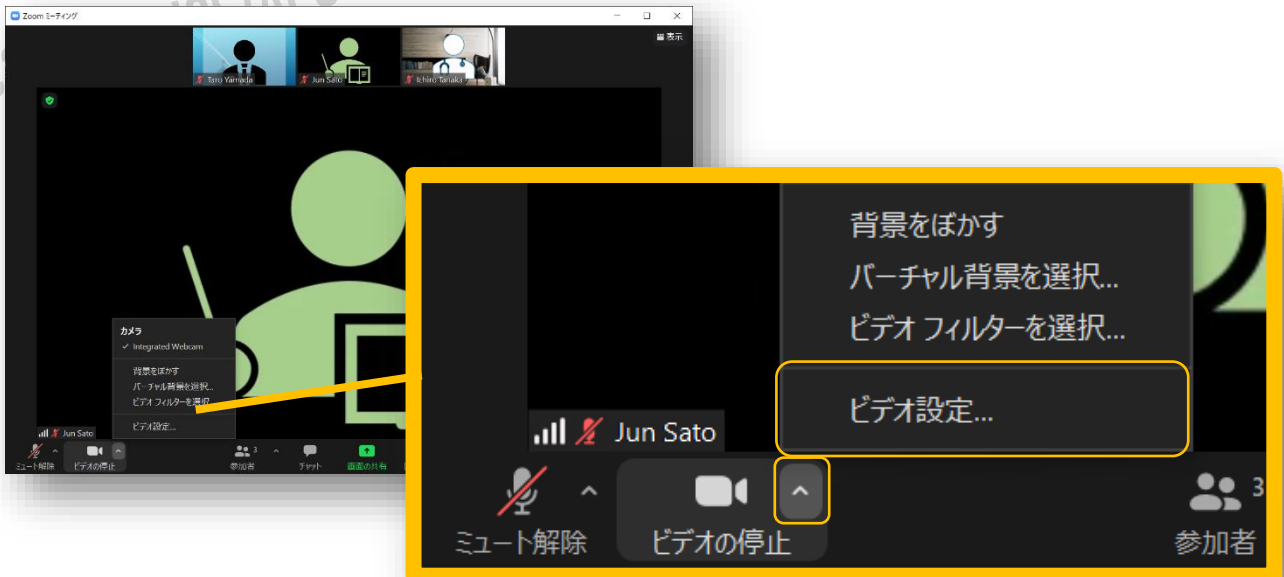 Zoom ミーティング
表示
Taro Yamada
Jun Sato
Ichiro Tanaka
カメラ
✓ Integrated Webcam
背景をぼかす
バーチャル背景を選択...
ビデオ フィルターを選択...
ビデオ設定...
Jun Sato
ミュート解除
ビデオの停止
3
参加者
チャット
画面の共有
背景をぼかす
バーチャル背景を選択...
ビデオ フィルターを選択...
ビデオ設定...
Jun Sato
ミュート解除
ビデオの停止
3
参加者